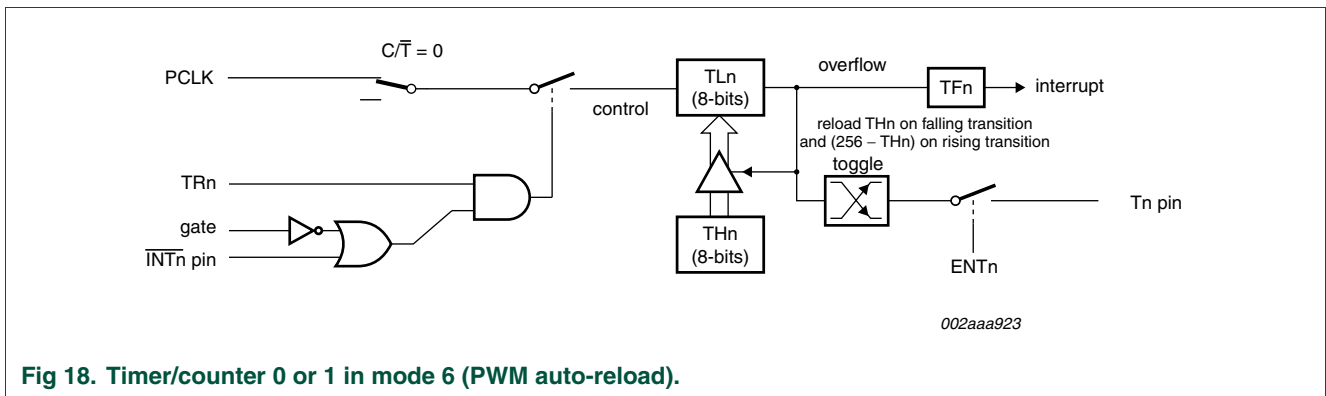 C/T̅ = 0
PCLK
TLn
(8-bits)
overflow
TFn
interrupt
control
reload THn on falling transition
and (256 – THn) on rising transition
toggle
TRn
Tn pin
gate
THn
(8-bits)
I̅N̅T̅n̅ pin
ENTn
002aaa923
Fig 18. Timer/counter 0 or 1 in mode 6 (PWM auto-reload).